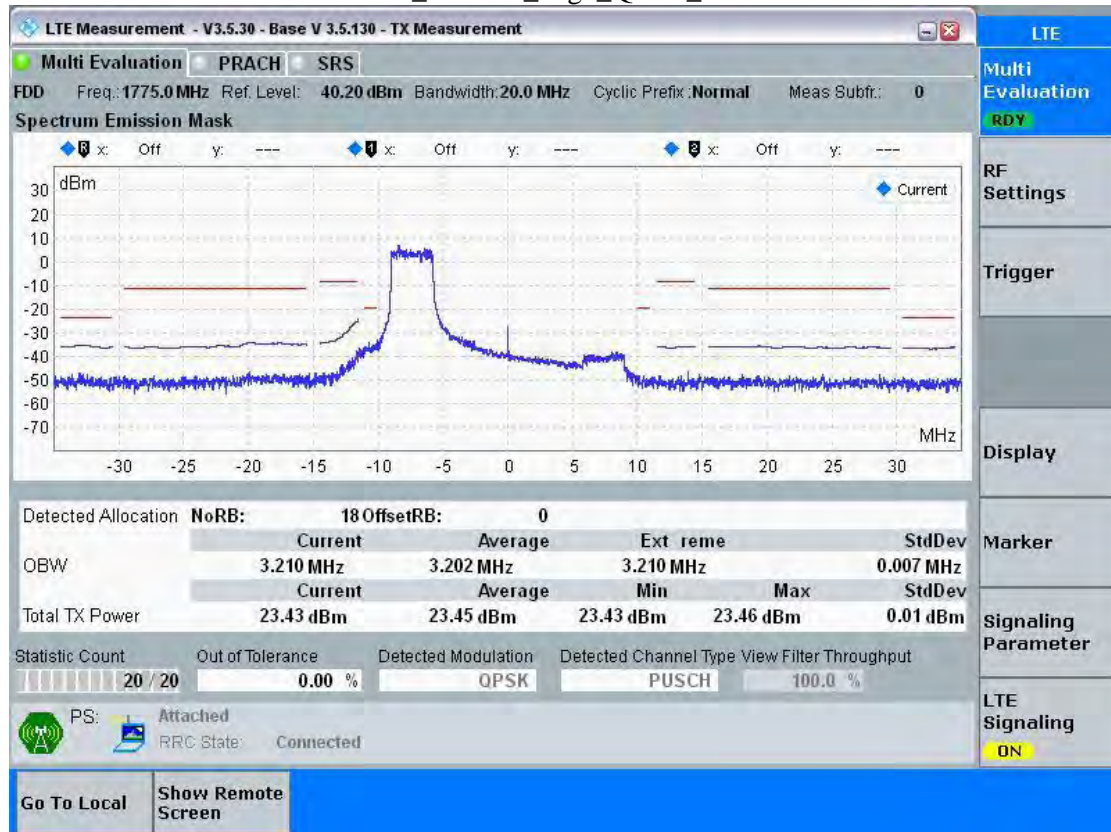 LTE Measurement - V3.5.30 - Base V 3.5.130 - TX Measurement
LTE
Multi Evaluation PRACH SRS
Multi Evaluation
RDY
FDD Freq.: 1775.0 MHz Ref. Level: 40.20 dBm Bandwidth: 20.0 MHz Cyclic Prefix : Normal Meas Subfr.: 0
Spectrum Emission Mask
R x: Off y: --- 1 x: Off y: --- 2 x: Off y: ---
dBm
Current
30
20
10
0
-10
-20
-30
-40
-50
-60
-70
MHz
-30 -25 -20 -15 -10 -5 0 5 10 15 20 25 30
RF Settings
Trigger
Display
Marker
Signaling Parameter
LTE Signaling
ON
Detected Allocation NoRB: 18 OffsetRB: 0
Current Average Ext reme StdDev
OBW 3.210 MHz 3.202 MHz 3.210 MHz 0.007 MHz
Current Average Min Max StdDev
Total TX Power 23.43 dBm 23.45 dBm 23.43 dBm 23.46 dBm 0.01 dBm
Statistic Count Out of Tolerance Detected Modulation Detected Channel Type View Filter Throughput
20 / 20 0.00 % QPSK PUSCH 100.0 %
PS: Attached
RRC State: Connected
Go To Local
Show Remote Screen